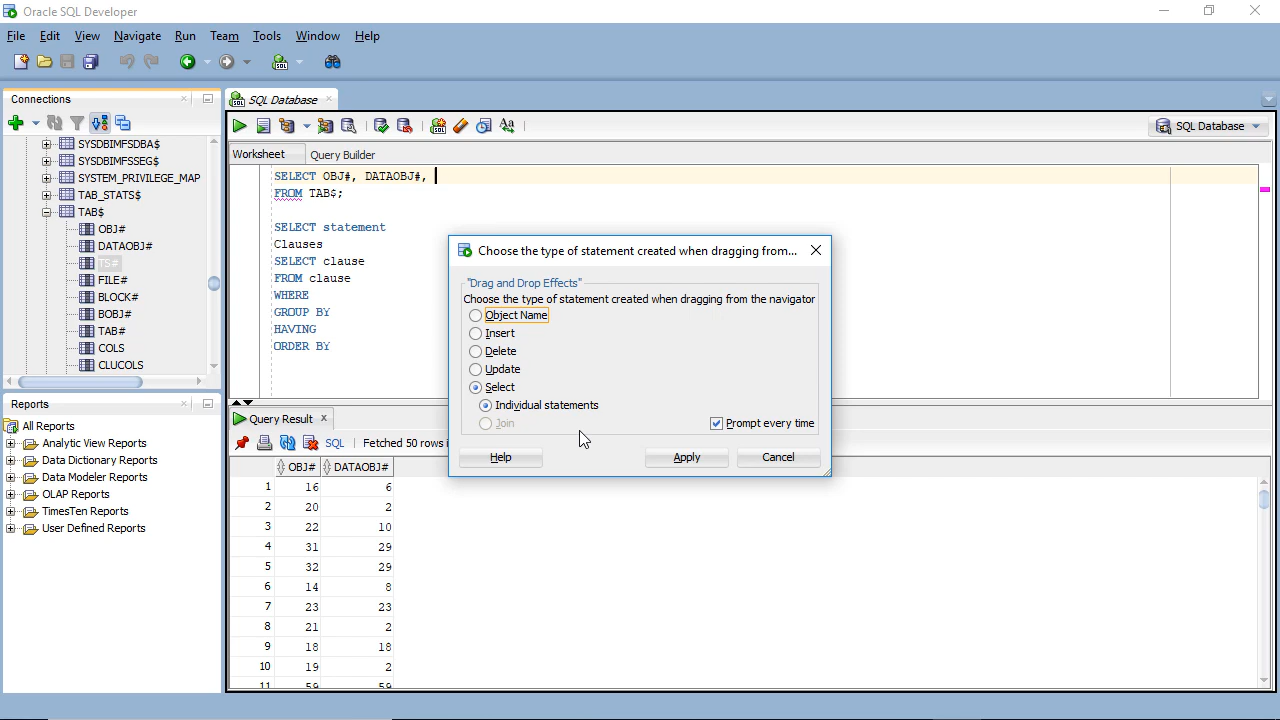 Oracle SQL Developer
File Edit View Navigate Run Team Tools Window Help
Connections
SYSDBIMFSDBA$
SYSDBIMFSSEG$
SYSTEM_PRIVILEGE_MAP
TAB_STATS$
TAB$
OBJ#
DATAOBJ#
TS#
FILE#
BLOCK#
BOBJ#
TAB#
COLS
CLUCOLS
Reports
All Reports
Analytic View Reports
Data Dictionary Reports
Data Modeler Reports
OLAP Reports
TimesTen Reports
User Defined Reports
SQL Database
SQL Database
Worksheet Query Builder
SELECT OBJ#, DATAOBJ#,
FROM TAB$;
SELECT statement
Clauses
SELECT clause
FROM clause
WHERE
GROUP BY
HAVING
ORDER BY
Choose the type of statement created when dragging from...
"Drag and Drop Effects"
Choose the type of statement created when dragging from the navigator
Object Name
Insert
Delete
Update
Select
Individual statements
Join Prompt every time
Help Apply Cancel
Query Result
SQL Fetched 50 rows i
OBJ# DATAOBJ#
1 16 6
2 20 2
3 22 10
4 31 29
5 32 29
6 14 8
7 23 23
8 21 2
9 18 18
10 19 2
11 59 59